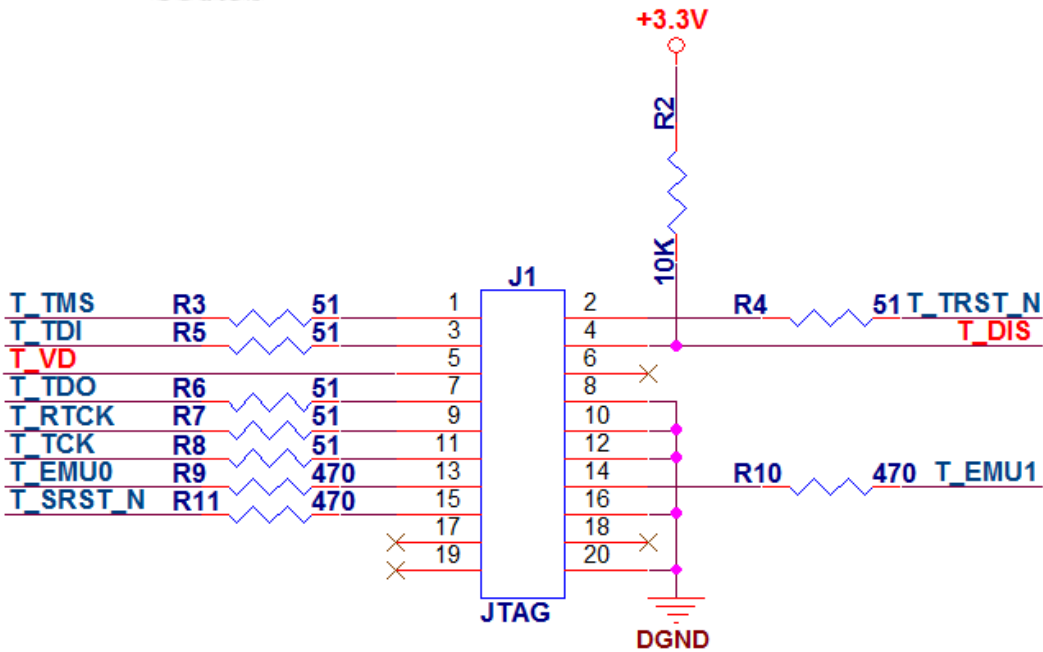 +3.3V
R2
10K
J1
T_TMS R3 51 1 2 R4 51 T_TRST_N
T_TDI R5 51 3 4 T_DIS
T_VD 5 6
T_TDO R6 51 7 8
T_RTCK R7 51 9 10
T_TCK R8 51 11 12
T_EMU0 R9 470 13 14 R10 470 T_EMU1
T_SRST_N R11 470 15 16
17 18
19 20
JTAG
DGND